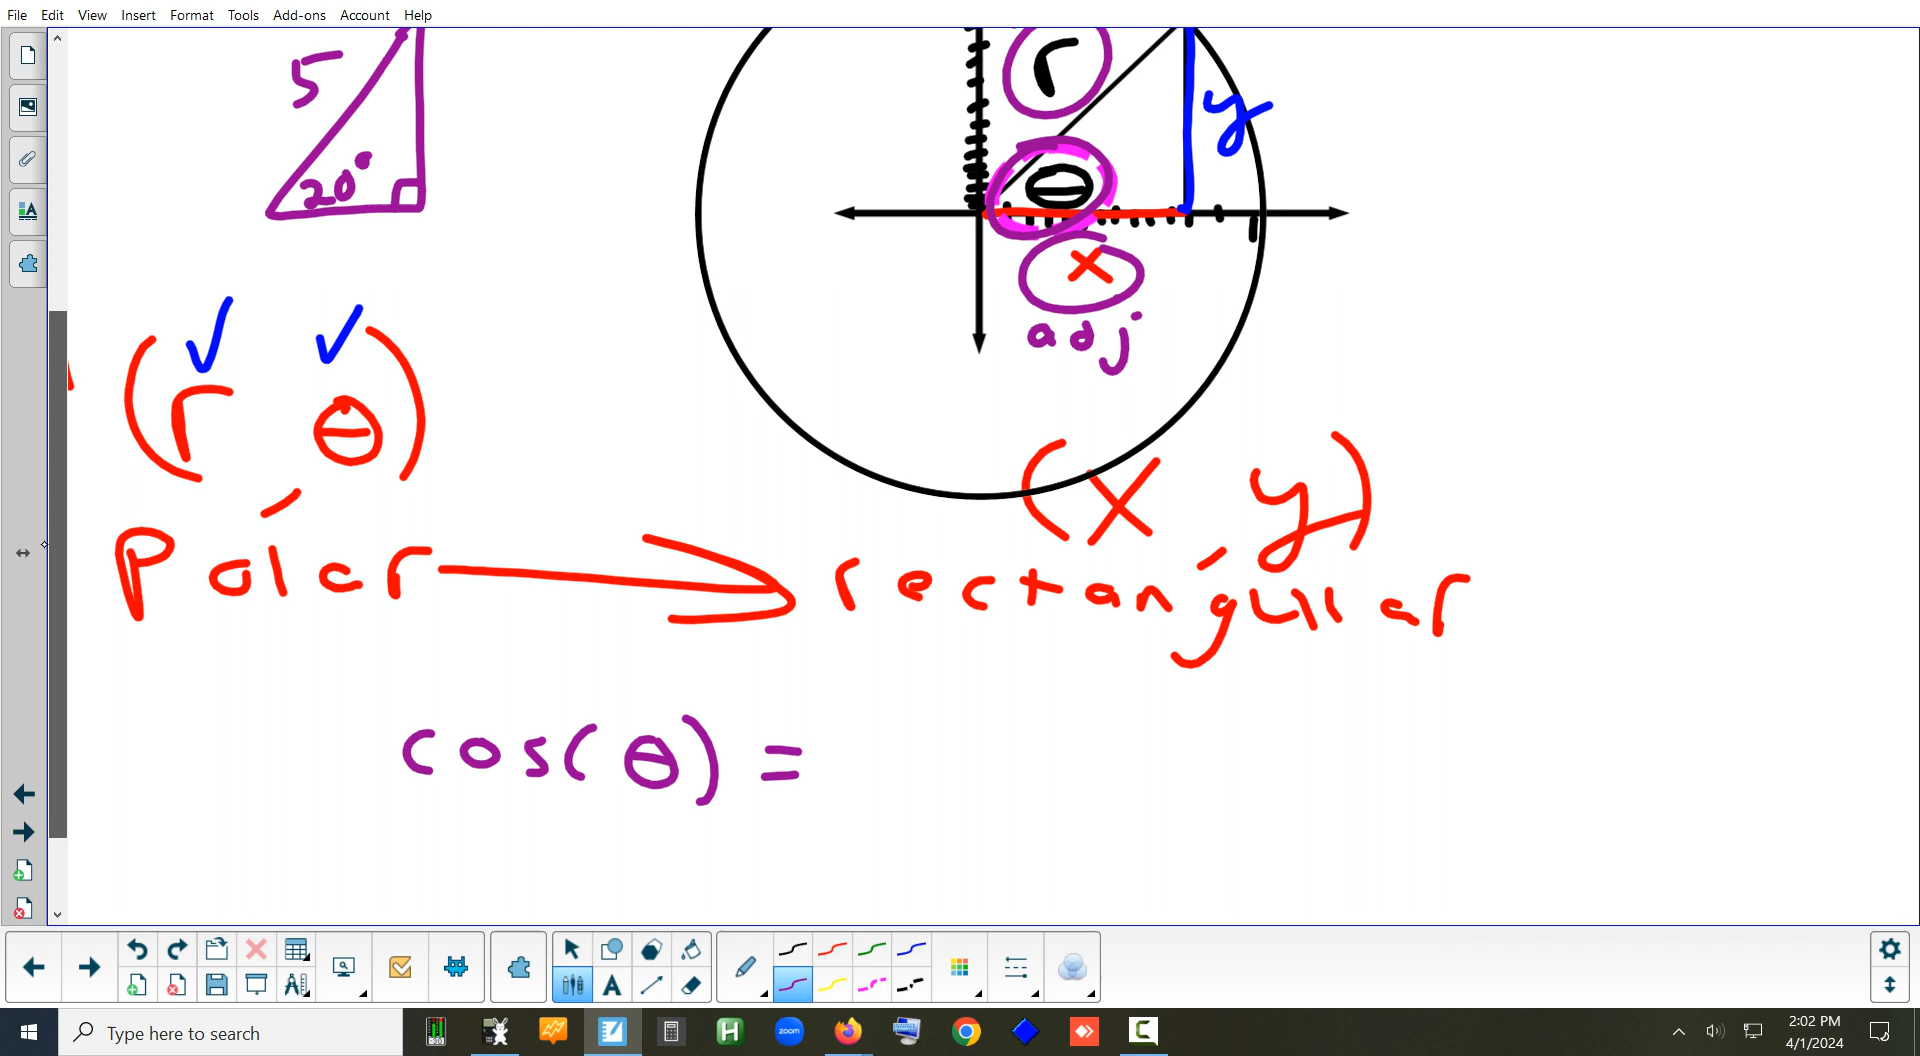 File Edit View Insert Format Tools Add-ons Account Help
5
20°
r
y
θ
x
adj
(r, θ)
(x, y)
Polar → rectangular
cos(θ) =
A
H
zoom
Type here to search
2:02 PM
4/1/2024